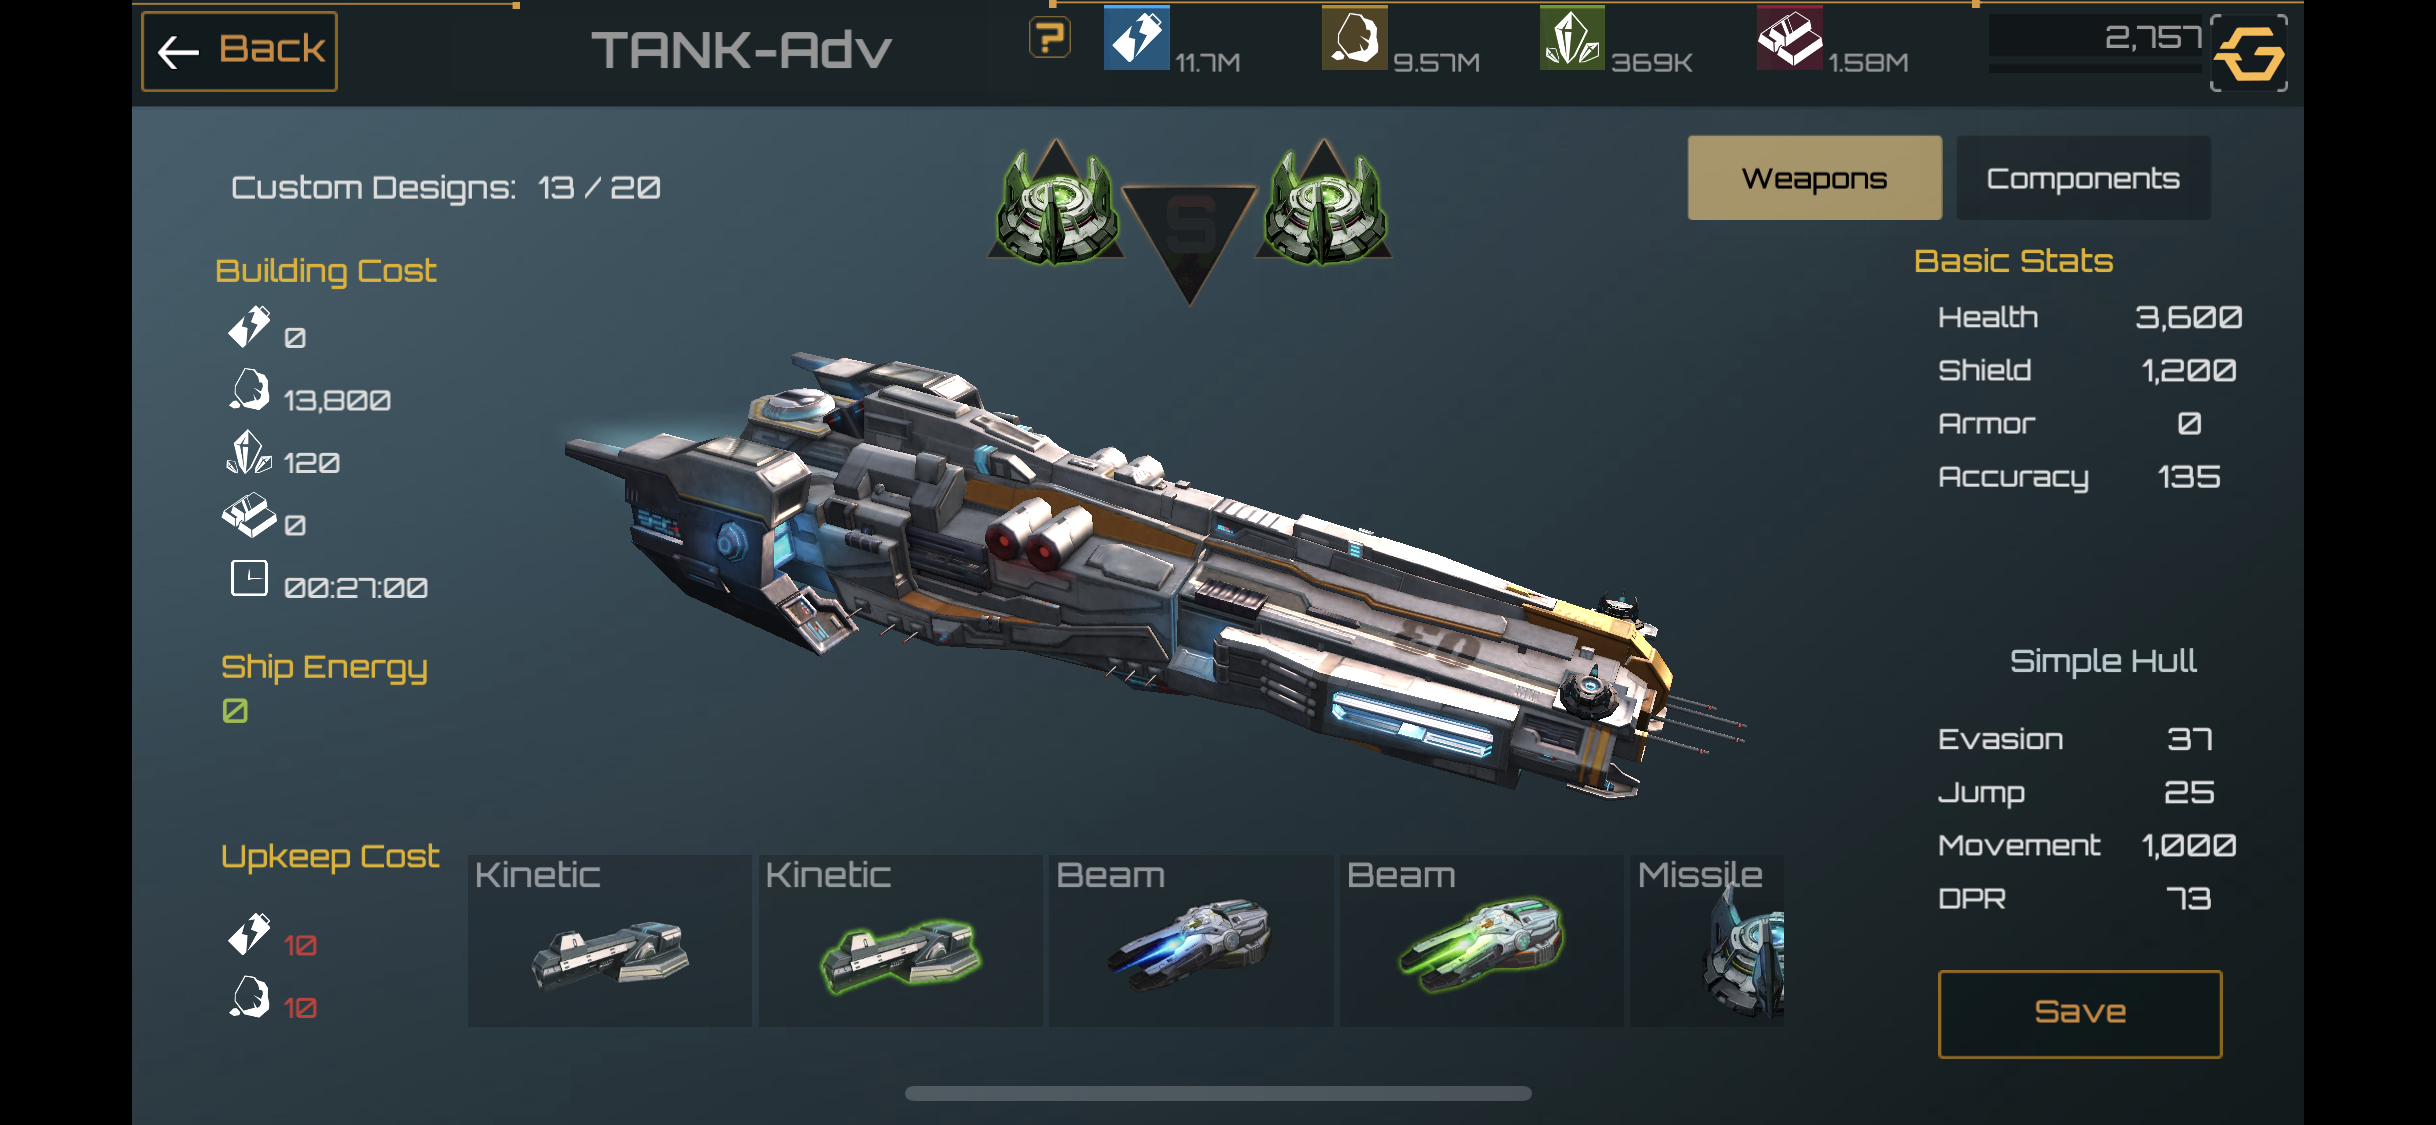 Back
TANK-Adv
?
11.7M
9.57M
369K
1.58M
2,757
Custom Designs: 13 / 20
S
Weapons
Components
Building Cost
0
13,800
120
0
00:27:00
Ship Energy
0
Upkeep Cost
10
10
Basic Stats
Health 3,600
Shield 1,200
Armor 0
Accuracy 135
Simple Hull
Evasion 37
Jump 25
Movement 1,000
DPR 73
03
Kinetic
Kinetic
Beam
Beam
Missile
Save